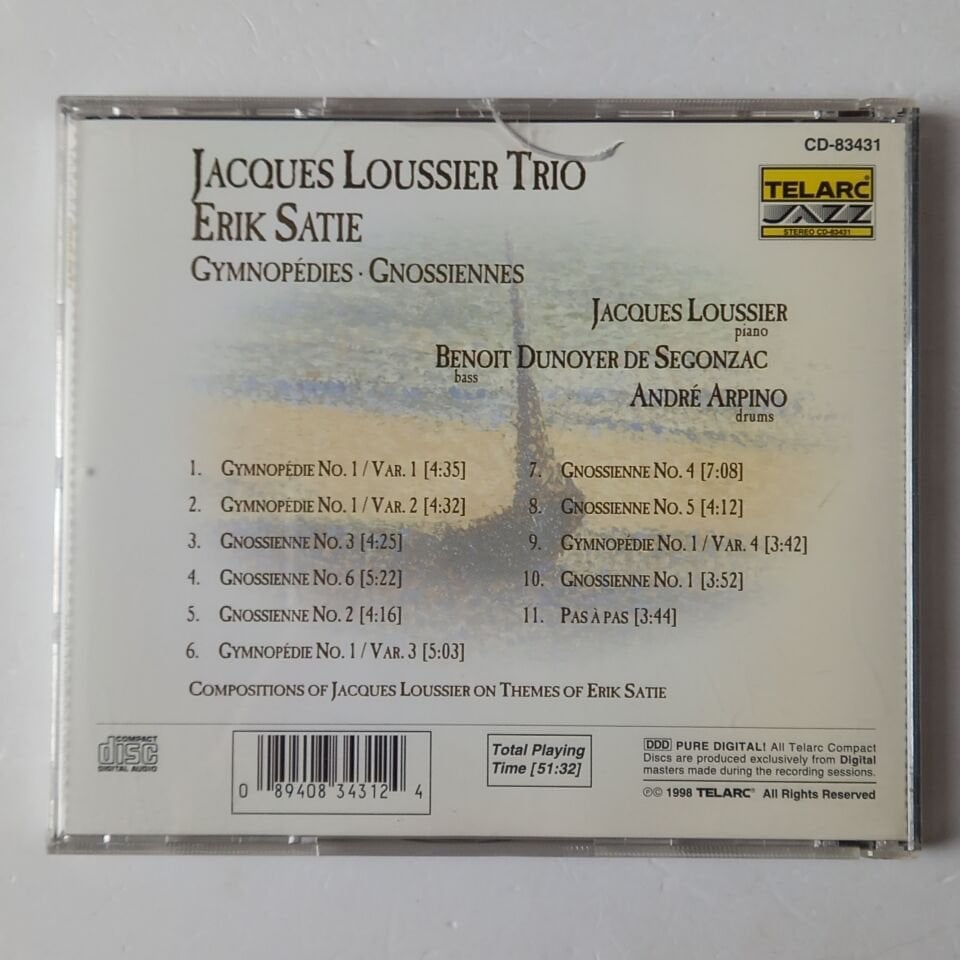 CD-83431
JACQUES LOUSSIER TRIO
TELARC®
JAZZ
STEREO CD-83431
ERIK SATIE
GYMNOPÉDIES · GNOSSIENNES
JACQUES LOUSSIER
piano
BENOIT DUNOYER DE SEGONZAC
bass
ANDRÉ ARPINO
drums
1. GYMNOPÉDIE NO. 1 / VAR. 1 [4:35]
2. GYMNOPÉDIE NO. 1 / VAR. 2 [4:32]
3. GNOSSIENNE NO. 3 [4:25]
4. GNOSSIENNE NO. 6 [5:22]
5. GNOSSIENNE NO. 2 [4:16]
6. GYMNOPÉDIE NO. 1 / VAR. 3 [5:03]
7. GNOSSIENNE NO. 4 [7:08]
8. GNOSSIENNE NO. 5 [4:12]
9. GYMNOPÉDIE NO. 1 / VAR. 4 [3:42]
10. GNOSSIENNE NO. 1 [3:52]
11. PAS À PAS [3:44]
COMPOSITIONS OF JACQUES LOUSSIER ON THEMES OF ERIK SATIE
COMPACT
disc
DIGITAL AUDIO
0 89408 34312 4
Total Playing
Time [51:32]
DDD PURE DIGITAL! All Telarc Compact
Discs are produced exclusively from Digital
masters made during the recording sessions.
℗© 1998 TELARC® All Rights Reserved